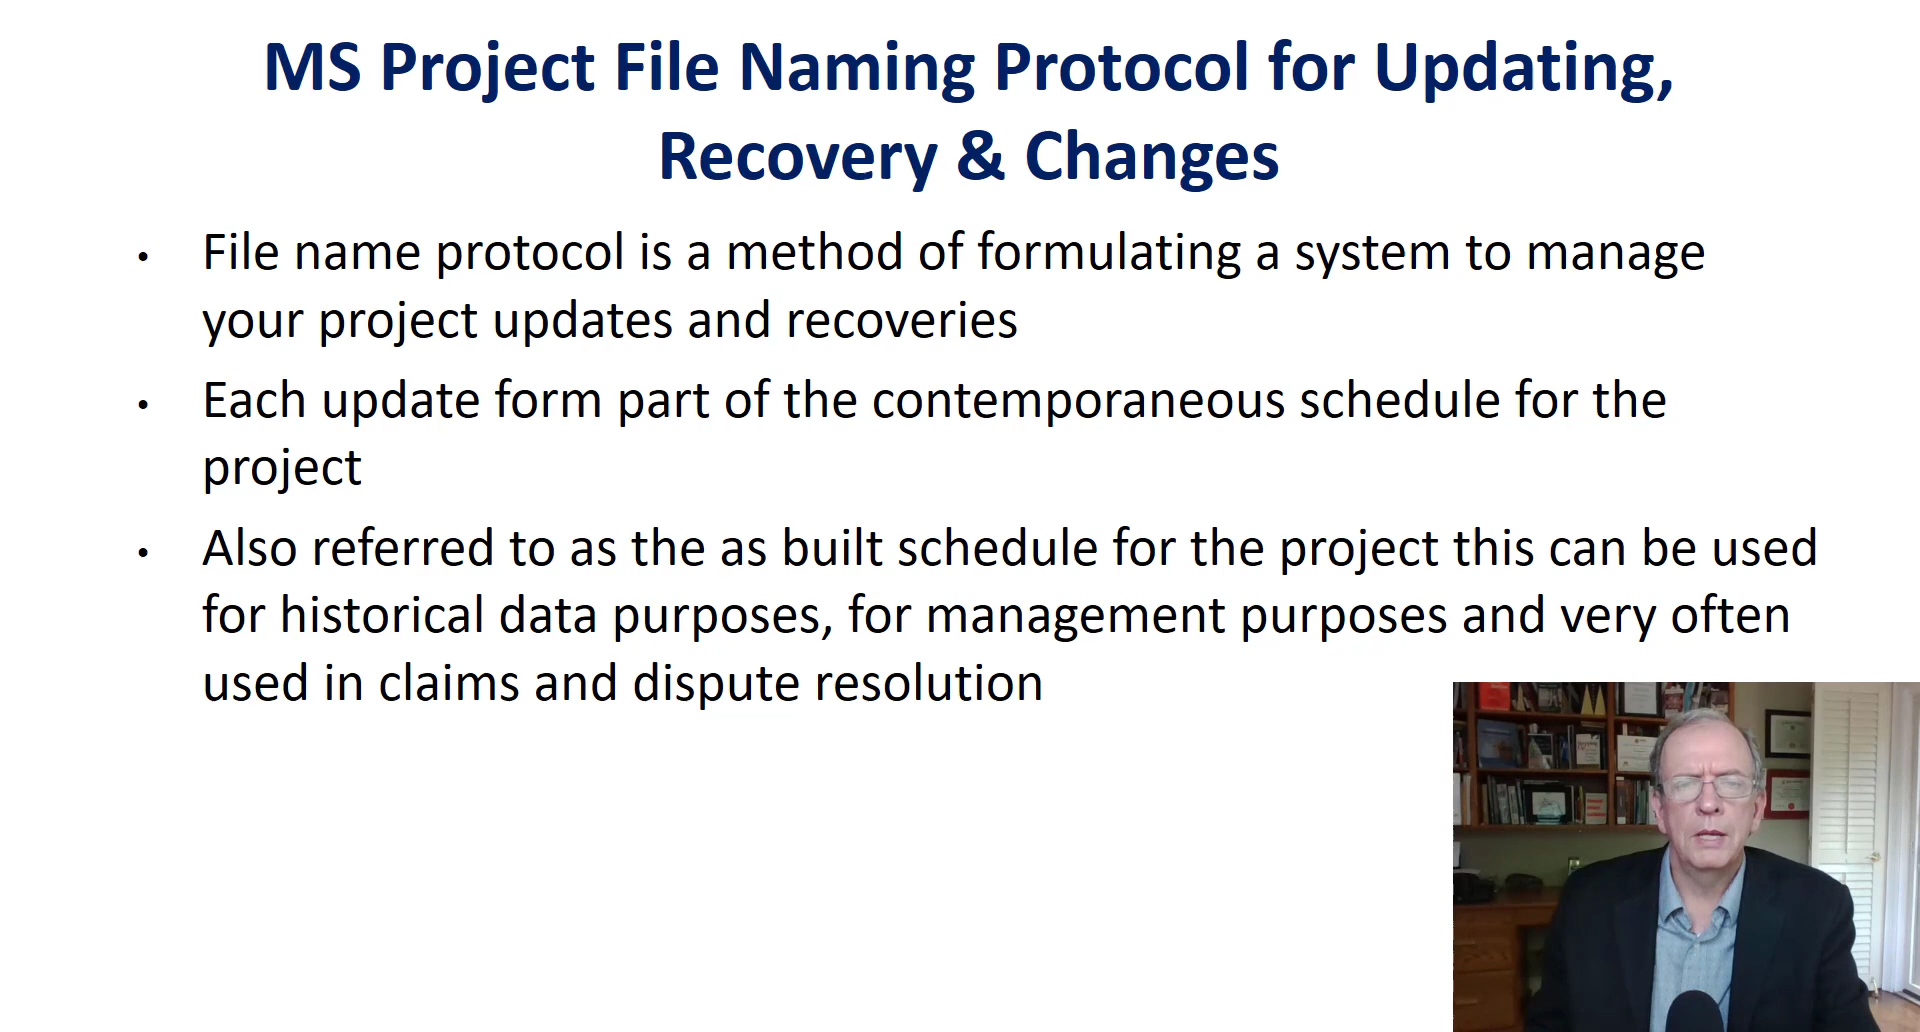 MS Project File Naming Protocol for Updating,
Recovery & Changes
• File name protocol is a method of formulating a system to manage
your project updates and recoveries
• Each update form part of the contemporaneous schedule for the
project
• Also referred to as the as built schedule for the project this can be used
for historical data purposes, for management purposes and very often
used in claims and dispute resolution